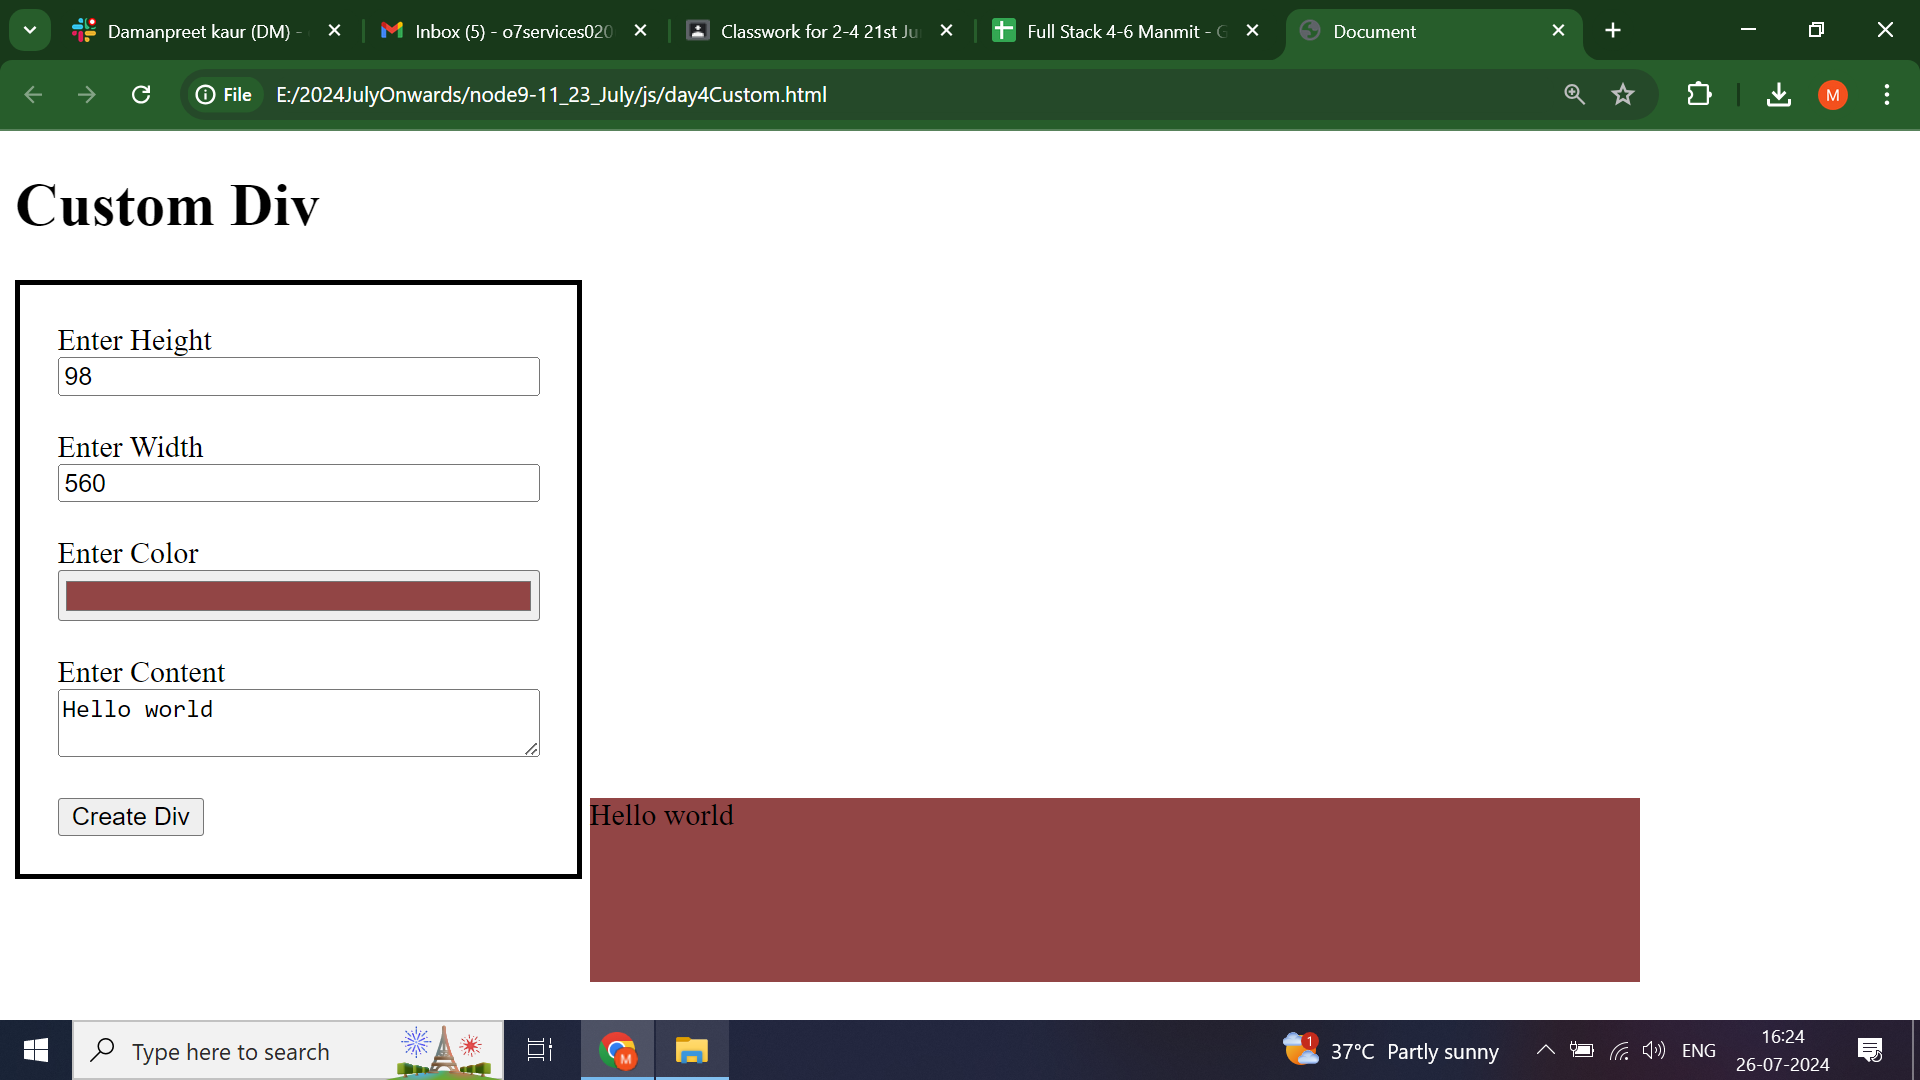 Damanpreet kaur (DM) -
Inbox (5) - o7services020
Classwork for 2-4 21st Ju
Full Stack 4-6 Manmit - G
Document
File
E:/2024JulyOnwards/node9-11_23_July/js/day4Custom.html
M
Custom Div
Enter Height
98
Enter Width
560
Enter Color
Enter Content
Hello world
Create Div
Hello world
Type here to search
M
1
37°C Partly sunny
ENG
16:24
26-07-2024